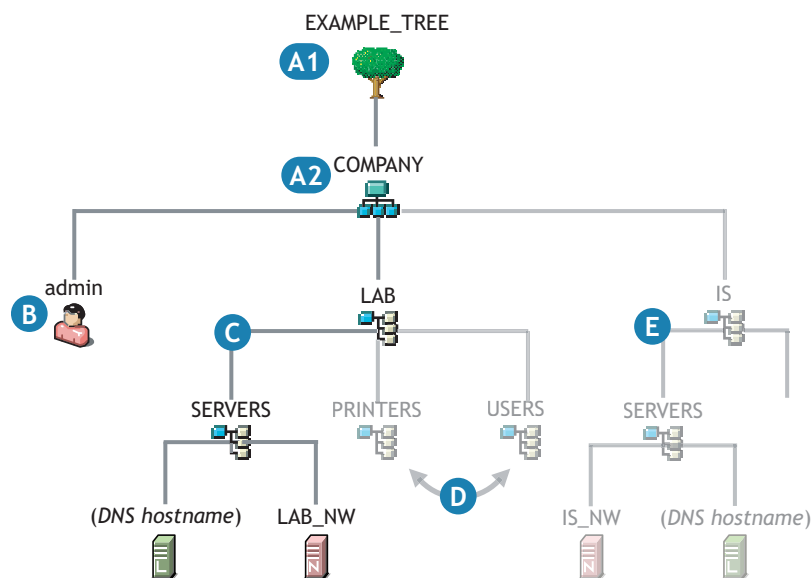 EXAMPLE_TREE
A1
COMPANY
A2
admin
B
LAB
IS
C
E
SERVERS
PRINTERS
USERS
SERVERS
D
(DNS hostname)
LAB_NW
IS_NW
(DNS hostname)
L
N
N
L